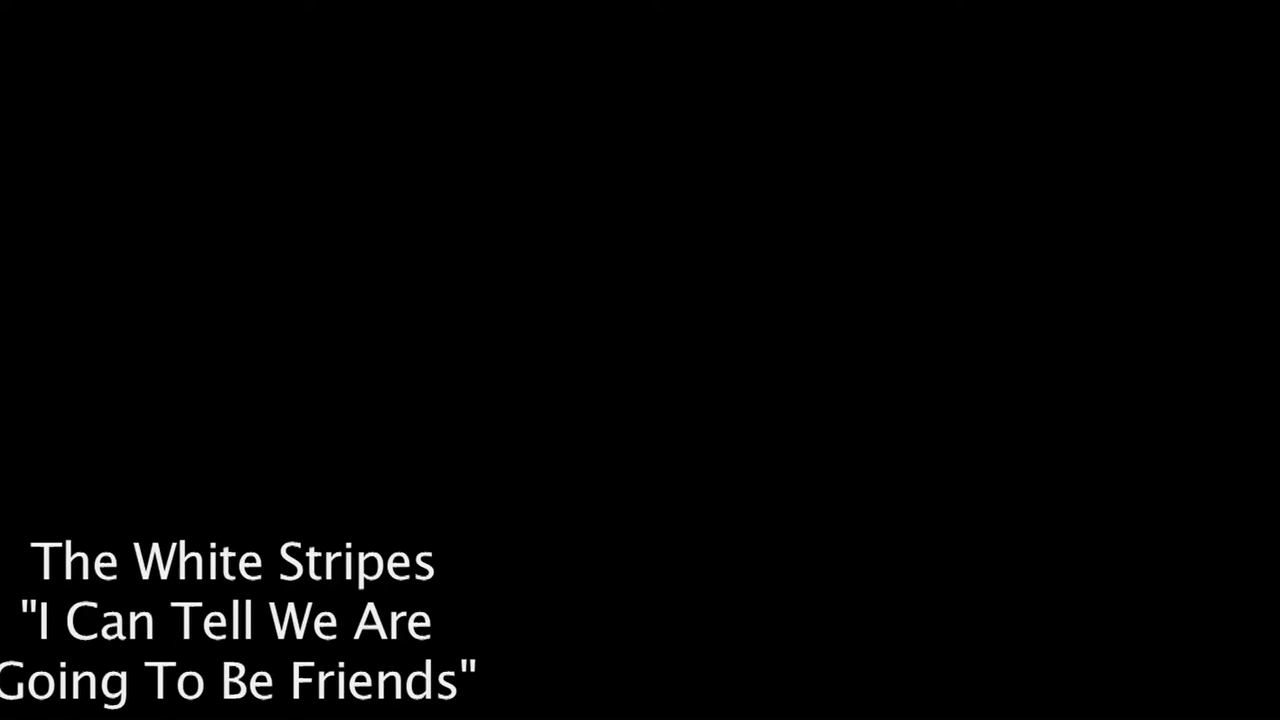 The White Stripes
"I Can Tell We Are
Going To Be Friends"